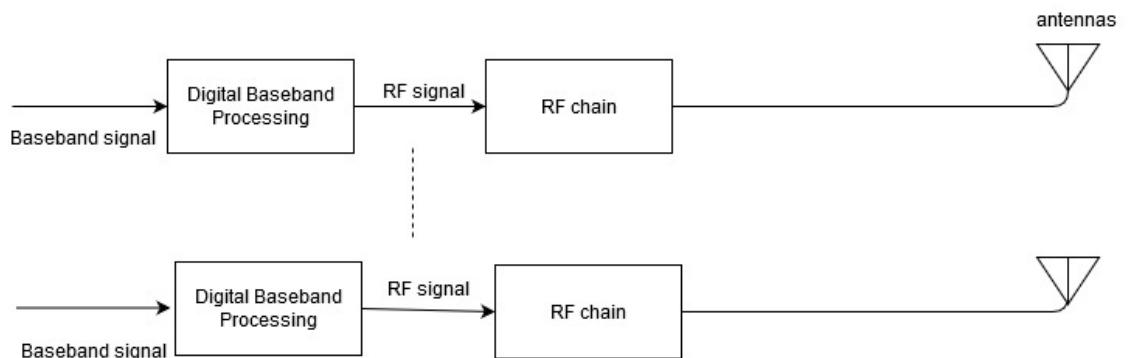 antennas
Digital Baseband
Processing
RF signal
RF chain
Baseband signal
Digital Baseband
Processing
RF signal
RF chain
Baseband signal